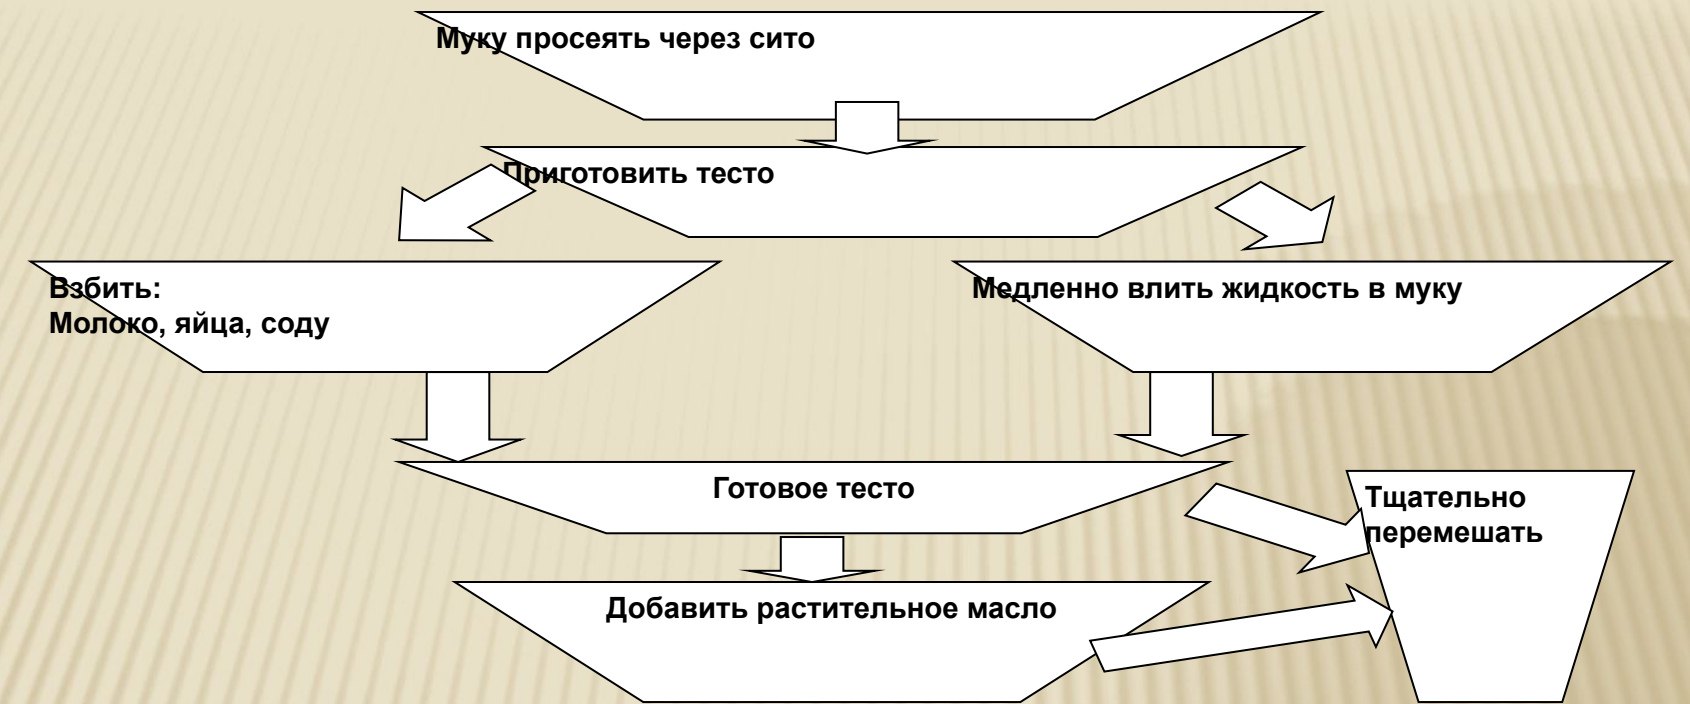 Муку просеять через сито
Приготовить тесто
Взбить:
Молоко, яйца, соду
Медленно влить жидкость в муку
Готовое тесто
Тщательно
перемешать
Добавить растительное масло